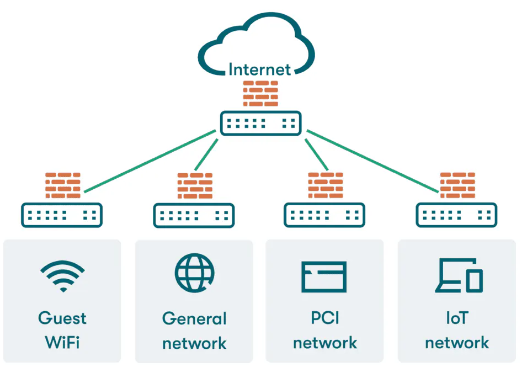 Internet
Guest
WiFi
General
network
PCI
network
IoT
network